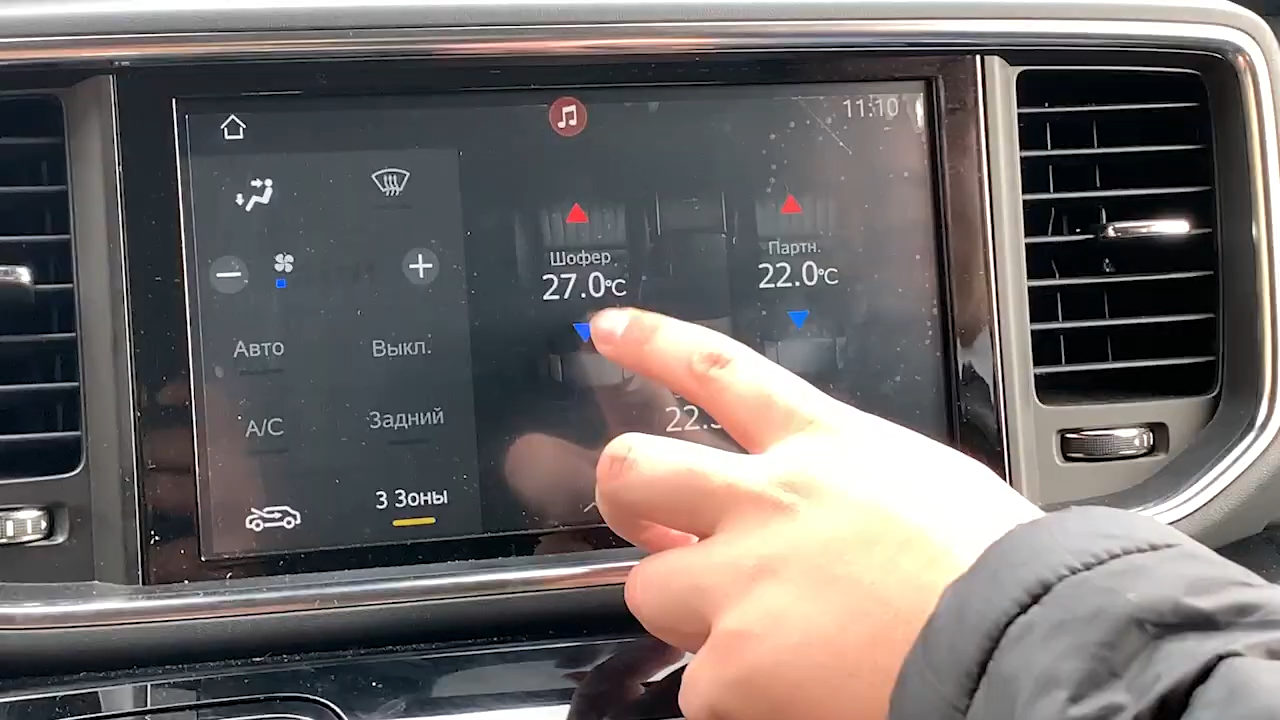 11:10
Шофер.
27.0°C
Партн.
22.0°C
Авто
Выкл.
A/C
Задний
3 Зоны